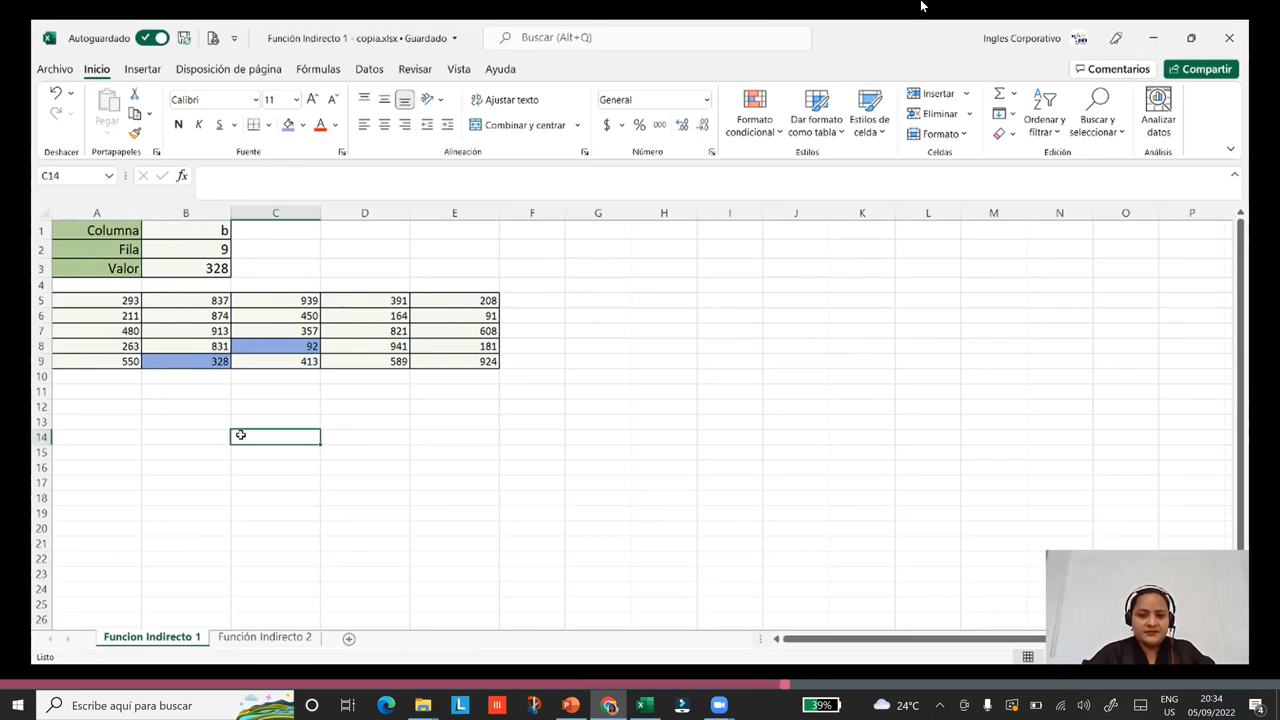 Autoguardado Función Indirecto 1 - copia.xlsx • Guardado Buscar (Alt+Q) Ingles Corporativo
Archivo Inicio Insertar Disposición de página Fórmulas Datos Revisar Vista Ayuda Comentarios Compartir
Pegar Calibri 11 Ajustar texto General Formato condicional Dar formato como tabla Estilos de celda Insertar Ordenar y filtrar Buscar y seleccionar Analizar datos
N K S A Combinar y centrar $ % 000 Eliminar
Formato
Deshacer Portapapeles Fuente Alineación Número Estilos Celdas Edición Análisis
C14 fx
A B C D E F G H I J K L M N O P
1 Columna b
2 Fila 9
3 Valor 328
4
5 293 837 939 391 208
6 211 874 450 164 91
7 480 913 357 821 608
8 263 831 92 941 181
9 550 328 413 589 924
10
11
12
13
14
15
16
17
18
19
20
21
22
23
24
25
26
Funcion Indirecto 1 Función Indirecto 2
Listo
Escribe aquí para buscar 39% 24°C ENG 20:34
US 05/09/2022